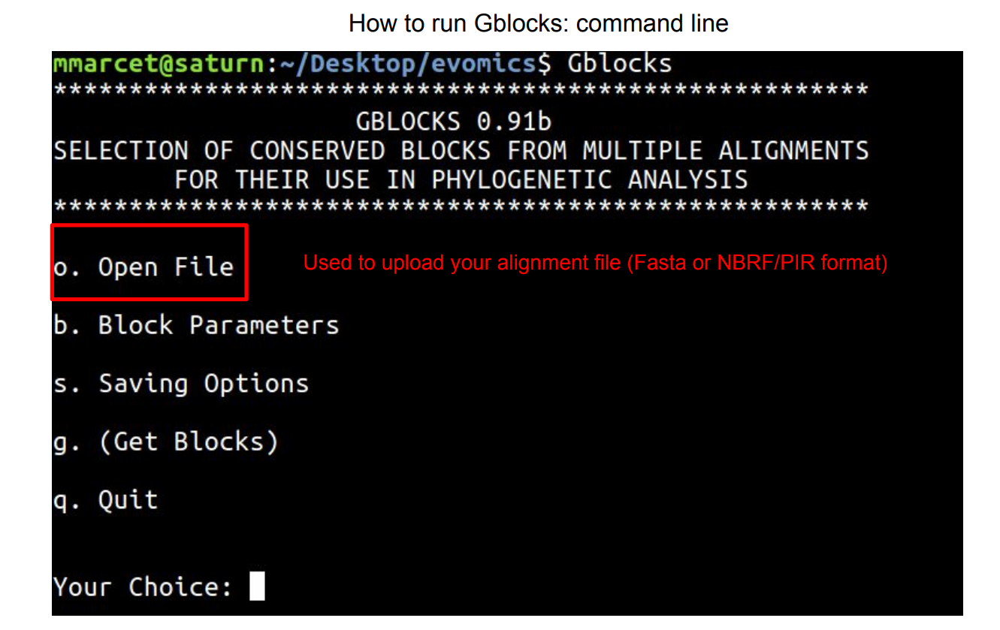 How to run Gblocks: command line
mmarcet@saturn:~/Desktop/evomics$ Gblocks
******************************************************
GBLOCKS 0.91b
SELECTION OF CONSERVED BLOCKS FROM MULTIPLE ALIGNMENTS
FOR THEIR USE IN PHYLOGENETIC ANALYSIS
******************************************************
o. Open File
Used to upload your alignment file (Fasta or NBRF/PIR format)
b. Block Parameters
s. Saving Options
g. (Get Blocks)
q. Quit
Your Choice: